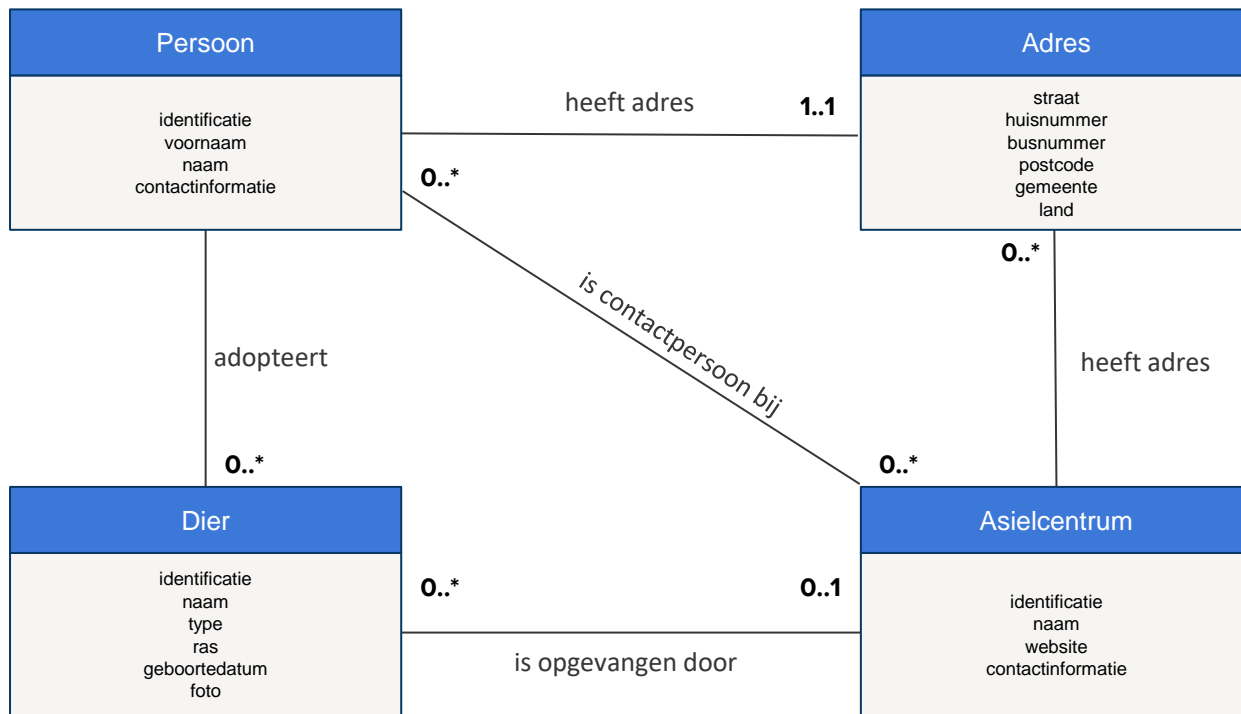 Persoon
identificatie
voornaam
naam
contactinformatie
heeft adres
1..1
Adres
straat
huisnummer
busnummer
postcode
gemeente
land
0..*
0..*
is contactpersoon bij
adopteert
heeft adres
0..*
0..*
Dier
identificatie
naam
type
ras
geboortedatum
foto
0..*
0..1
is opgevangen door
Asielcentrum
identificatie
naam
website
contactinformatie